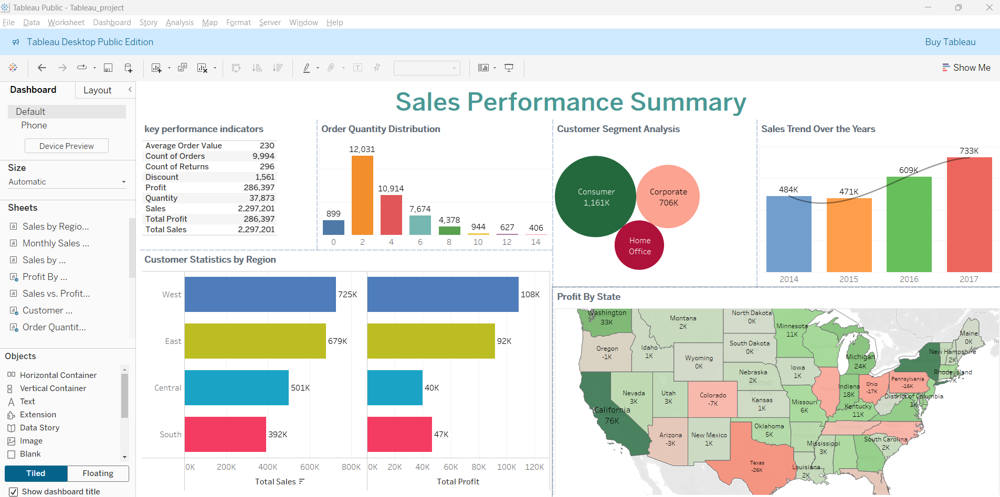 Tableau Public - Tableau_project
File Data Worksheet Dashboard Story Analysis Map Format Server Window Help
Tableau Desktop Public Edition
Buy Tableau
Show Me
Dashboard
Layout
Default
Phone
Device Preview
Size
Automatic
Sheets
Sales by Regio...
Monthly Sales ...
Sales by ...
Profit By ...
Sales vs. Profit...
Customer ...
Order Quantit...
Objects
Horizontal Container
Vertical Container
Text
Extension
Data Story
Image
Blank
Tiled
Floating
Show dashboard title
Sales Performance Summary
key performance indicators
Average Order Value 230
Count of Orders 9,994
Count of Returns 296
Discount 1,561
Profit 286,397
Quantity 37,873
Sales 2,297,201
Total Profit 286,397
Total Sales 2,297,201
Order Quantity Distribution
12,031
10,914
7,674
899
4,378
944
627
406
0 2 4 6 8 10 12 14
Customer Segment Analysis
Consumer
1,161K
Corporate
706K
Home
Office
Sales Trend Over the Years
733K
609K
484K
471K
2014 2015 2016 2017
Customer Statistics by Region
West 725K 108K
East 679K 92K
Central 501K 40K
South 392K 47K
0K 200K 400K 600K 800K
0K 20K 40K 60K 80K 100K 120K
Total Sales
Total Profit
Profit By State
Washington
33K
Montana
2K
North Dakota
0K
Minnesota
11K
Maine
0K
Oregon
-1K
Idaho
1K
Wyoming
0K
South Dakota
0K
Wisconsin
Michigan
24K
New Hampshire
2K
New York
Nebraska
2K
Iowa
1K
Rhode Island
7K
United
States
Nevada
3K
Utah
3K
Colorado
-7K
Kansas
1K
Missouri
6K
Illinois
Indiana
18K
Ohio
-17K
Pennsylvania
-16K
District of Columbia
1K
Kentucky
11K
California
76K
Arizona
-3K
New Mexico
1K
Oklahoma
5K
Arkansas
Tennessee
North
Carolina
South Carolina
2K
Mississippi
3K
Georgia
Texas
-26K
Louisiana
2K
Florida